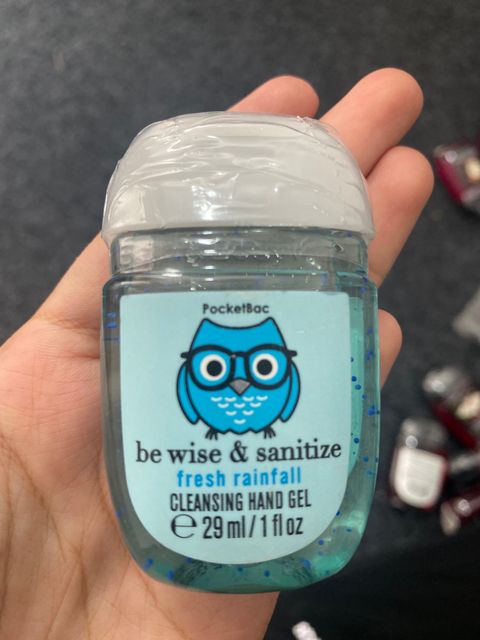 PocketBac
be wise & sanitize
fresh rainfall
CLEANSING HAND GEL
℮ 29 ml / 1 fl oz